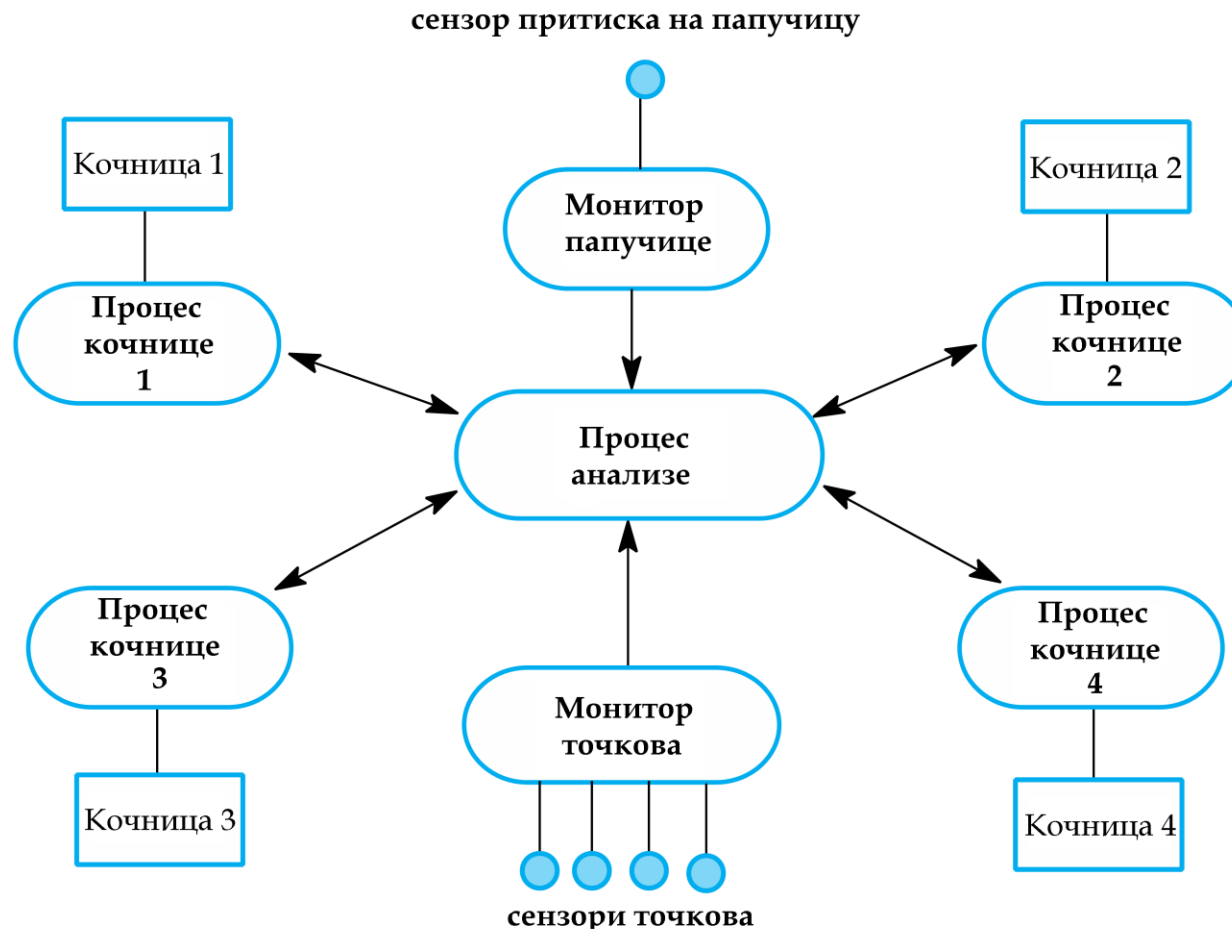 сензор притиска на папучицу
Кочница 1
Кочница 2
Монитор
папучице
Процес
кочнице
1
Процес
кочнице
2
Процес
анализе
Процес
кочнице
3
Процес
кочнице
4
Монитор
точкова
Кочница 3
Кочница 4
сензори точкова